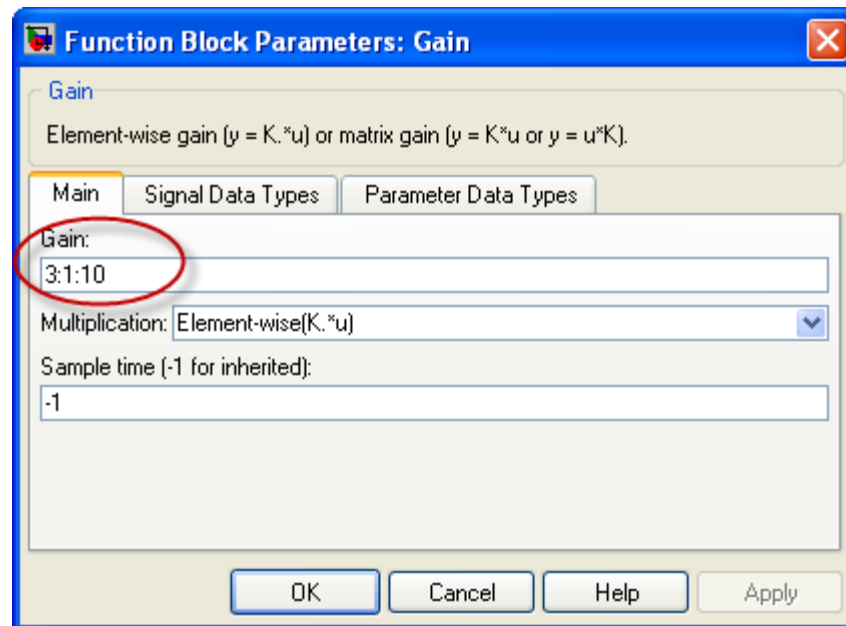 Function Block Parameters: Gain
Gain
Element-wise gain (y = K.*u) or matrix gain (y = K*u or y = u*K).
Main Signal Data Types Parameter Data Types
Gain:
3:1:10
Multiplication: Element-wise(K.*u)
Sample time (-1 for inherited):
-1
OK Cancel Help Apply